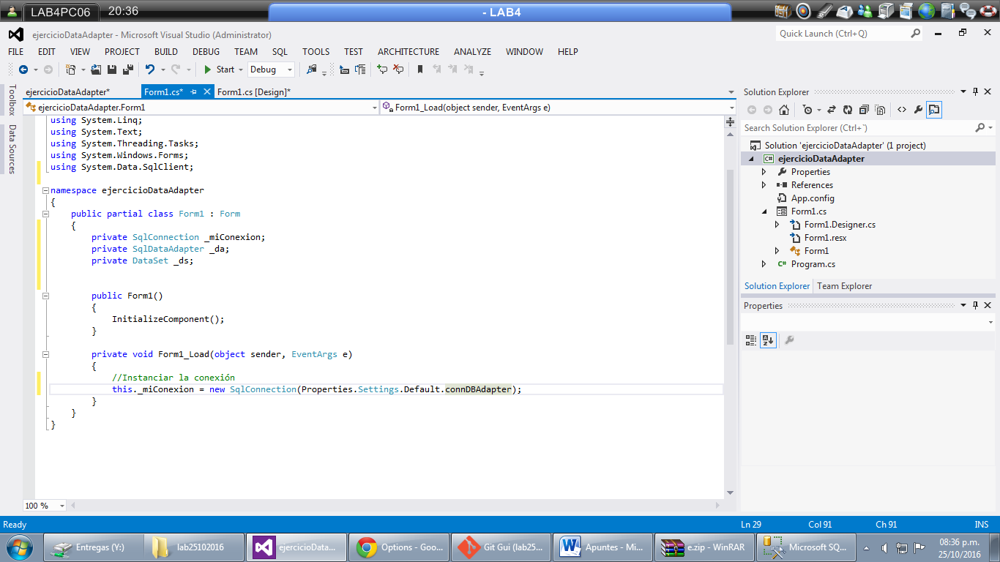 LAB4PC06 20:36 - LAB4
ejercicioDataAdapter - Microsoft Visual Studio (Administrator)
Quick Launch (Ctrl+Q)
FILE EDIT VIEW PROJECT BUILD DEBUG TEAM SQL TOOLS TEST ARCHITECTURE ANALYZE WINDOW HELP
Start Debug
Toolbox
Data Sources
ejercicioDataAdapter* Form1.cs* Form1.cs [Design]*
ejercicioDataAdapter.Form1 Form1_Load(object sender, EventArgs e)
using System.Linq;
using System.Text;
using System.Threading.Tasks;
using System.Windows.Forms;
using System.Data.SqlClient;
namespace ejercicioDataAdapter
{
public partial class Form1 : Form
{
private SqlConnection _miConexion;
private SqlDataAdapter _da;
private DataSet _ds;
public Form1()
{
InitializeComponent();
}
private void Form1_Load(object sender, EventArgs e)
{
//Instanciar la conexión
this._miConexion = new SqlConnection(Properties.Settings.Default.connDBAdapter);
}
}
}
100 %
Solution Explorer
Search Solution Explorer (Ctrl+¨)
Solution 'ejercicioDataAdapter' (1 project)
C# ejercicioDataAdapter
Properties
References
App.config
Form1.cs
Form1.Designer.cs
Form1.resx
Form1
C# Program.cs
Solution Explorer Team Explorer
Properties
Ready Ln 29 Col 91 Ch 91 INS
Entregas (Y:) lab25102016 ejercicioData... Options - Goo... Git Gui (lab25... Apuntes - Mi... e.zip - WinRAR Microsoft SQ...
08:36 p.m.
25/10/2016